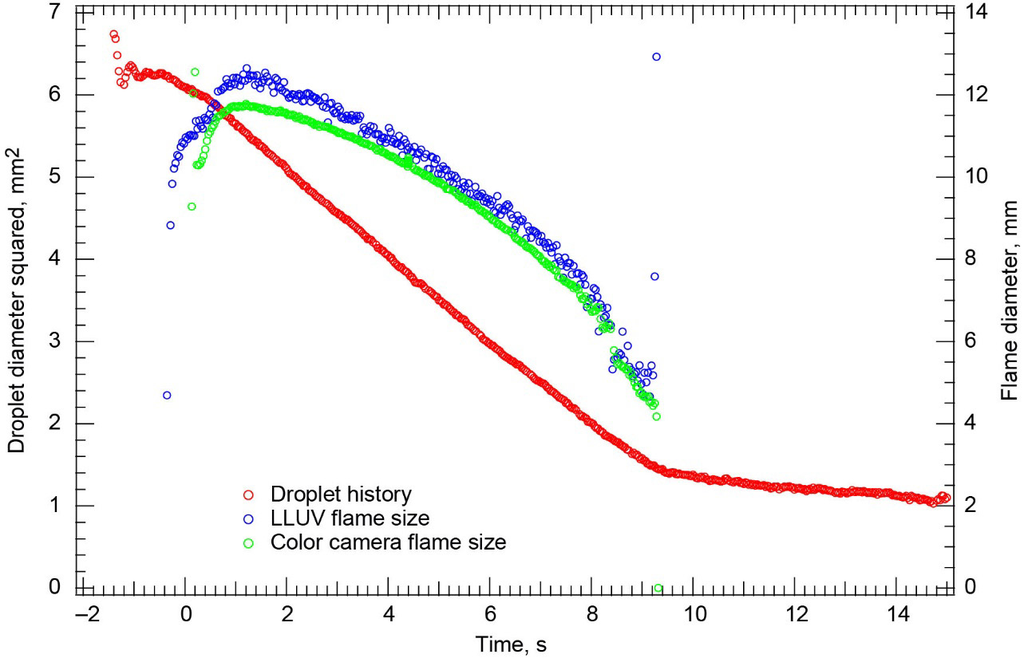 7
6
5
4
3
2
1
0
Droplet diameter squared, mm2
14
12
10
8
6
4
2
0
Flame diameter, mm
Droplet history
LLUV flame size
Color camera flame size
–2 0 2 4 6 8 10 12 14
Time, s